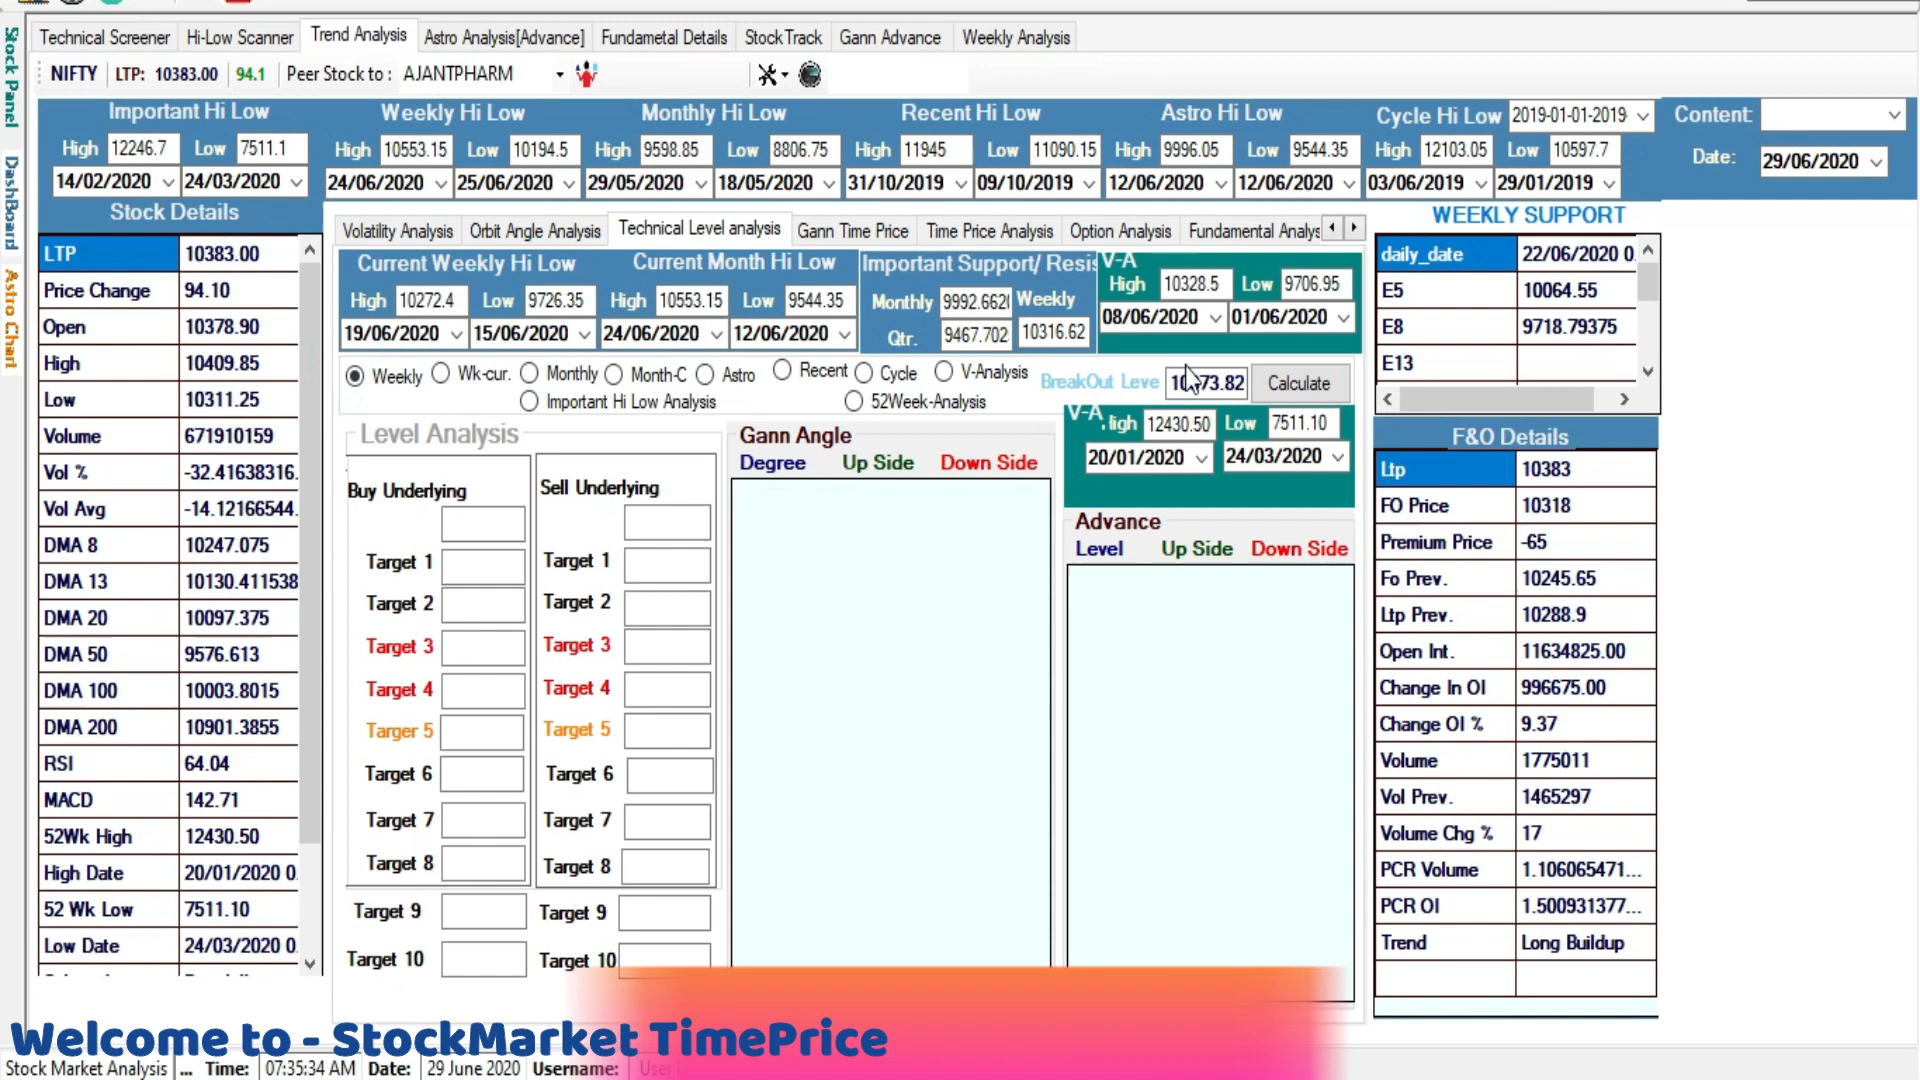 Technical Screener Hi-Low Scanner Trend Analysis Astro Analysis[Advance] Fundametal Details StockTrack Gann Advance Weekly Analysis
Stock Panel
DashBoard
Astro Chart
NIFTY LTP: 10383.00 94.1 Peer Stock to : AJANTPHARM
Important Hi Low Weekly Hi Low Monthly Hi Low Recent Hi Low Astro Hi Low Cycle Hi Low 2019-01-01-2019 Content:
High 12246.7 Low 7511.1 High 10553.15 Low 10194.5 High 9598.85 Low 8806.75 High 11945 Low 11090.15 High 9996.05 Low 9544.35 High 12103.05 Low 10597.7 Date: 29/06/2020
14/02/2020 24/03/2020 24/06/2020 25/06/2020 29/05/2020 18/05/2020 31/10/2019 09/10/2019 12/06/2020 12/06/2020 03/06/2019 29/01/2019
Stock Details
LTP 10383.00
Price Change 94.10
Open 10378.90
High 10409.85
Low 10311.25
Volume 671910159
Vol % -32.41638316.
Vol Avg -14.12166544.
DMA 8 10247.075
DMA 13 10130.411538
DMA 20 10097.375
DMA 50 9576.613
DMA 100 10003.8015
DMA 200 10901.3855
RSI 64.04
MACD 142.71
52Wk High 12430.50
High Date 20/01/2020 0.
52 Wk Low 7511.10
Low Date 24/03/2020 0.
Volatility Analysis Orbit Angle Analysis Technical Level analysis Gann Time Price Time Price Analysis Option Analysis Fundamental Analys
Current Weekly Hi Low Current Month Hi Low Important Support/ Resis V-A
High 10272.4 Low 9726.35 High 10553.15 Low 9544.35 Monthly 9992.662 Weekly High 10328.5 Low 9706.95
19/06/2020 15/06/2020 24/06/2020 12/06/2020 Qtr. 9467.702 10316.62 08/06/2020 01/06/2020
Weekly Wk-cur. Monthly Month-C Astro Recent Cycle V-Analysis BreakOut Leve Calculate
Important Hi Low Analysis 52Week-Analysis
V-A High 12430.50 Low 7511.10
20/01/2020 24/03/2020
Level Analysis
Buy Underlying Sell Underlying
Target 1 Target 1
Target 2 Target 2
Target 3 Target 3
Target 4 Target 4
Targer 5 Target 5
Target 6 Target 6
Target 7 Target 7
Target 8 Target 8
Target 9 Target 9
Target 10 Target 10
Gann Angle
Degree Up Side Down Side
Advance
Level Up Side Down Side
WEEKLY SUPPORT
daily_date 22/06/2020 0.
E5 10064.55
E8 9718.79375
E13
F&O Details
Ltp 10383
FO Price 10318
Premium Price -65
Fo Prev. 10245.65
Ltp Prev. 10288.9
Open Int. 11634825.00
Change In OI 996675.00
Change OI % 9.37
Volume 1775011
Vol Prev. 1465297
Volume Chg % 17
PCR Volume 1.106065471...
PCR OI 1.500931377...
Trend Long Buildup
Welcome to - StockMarket TimePrice
Stock Market Analysis ... Time: 07:35:34 AM Date: 29 June 2020 Username: